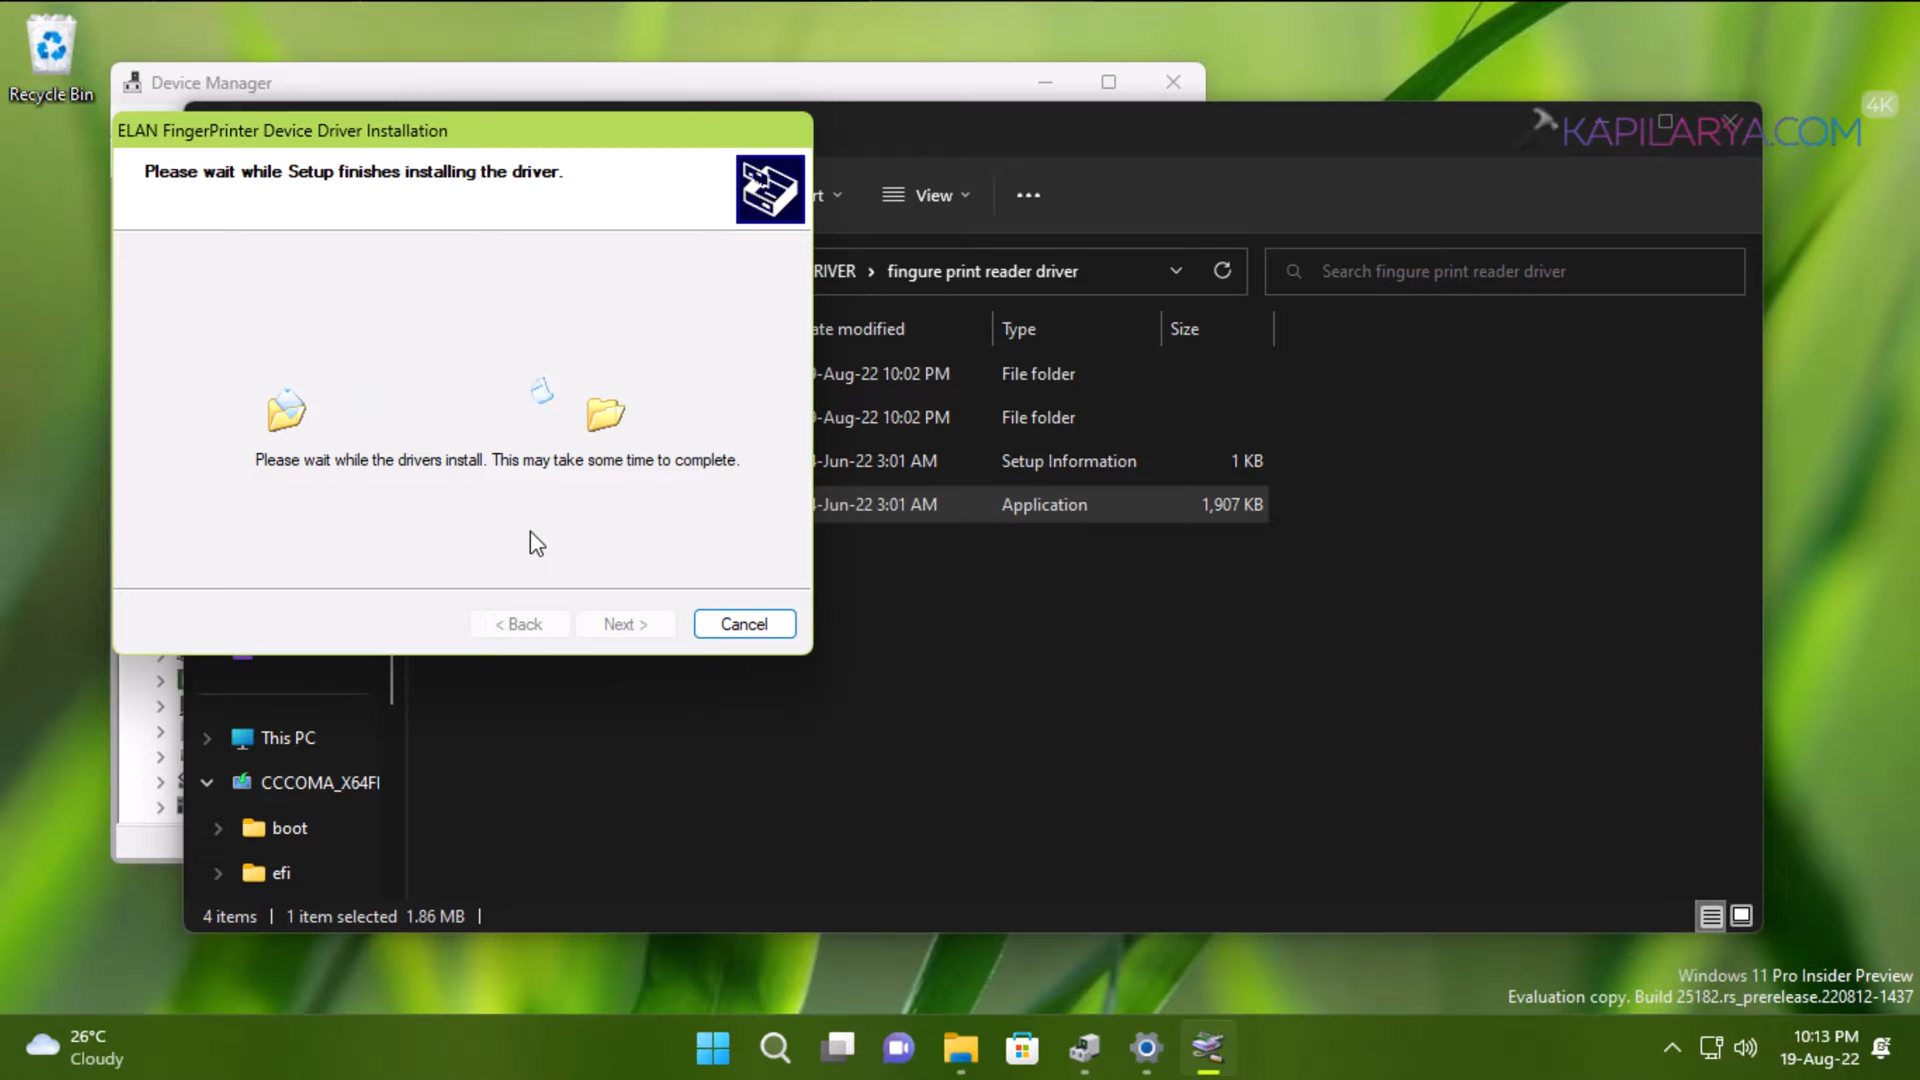 Recycle Bin
Device Manager
4K
KAPILARYA.COM
ELAN FingerPrinter Device Driver Installation
Please wait while Setup finishes installing the driver.
rt
View
RIVER › fingure print reader driver
Search fingure print reader driver
ate modified
Type
Size
-Aug-22 10:02 PM
File folder
-Aug-22 10:02 PM
File folder
-Jun-22 3:01 AM
Setup Information
1 KB
-Jun-22 3:01 AM
Application
1,907 KB
Please wait while the drivers install. This may take some time to complete.
< Back
Next >
Cancel
This PC
CCCOMA_X64FI
boot
efi
4 items | 1 item selected 1.86 MB |
Windows 11 Pro Insider Preview
Evaluation copy. Build 25182.rs_prerelease.220812-1437
26°C
Cloudy
10:13 PM
19-Aug-22